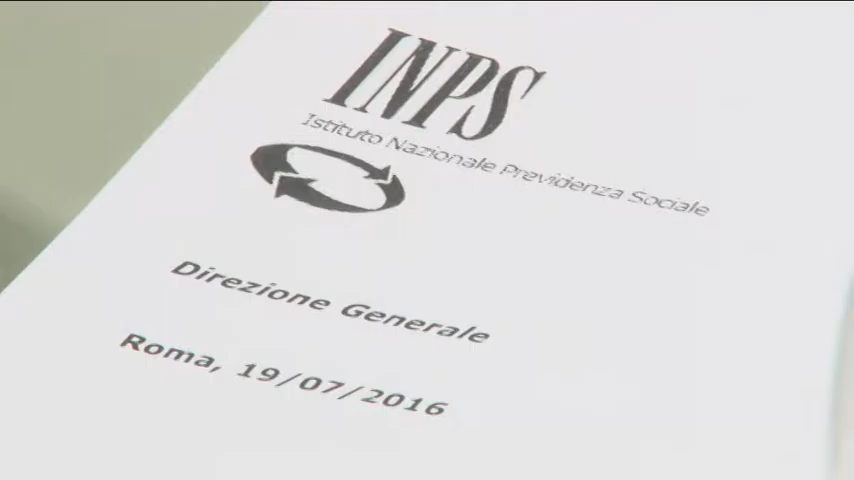 INPS
Istituto Nazionale Previdenza Sociale
Direzione Generale
Roma, 19/07/2016